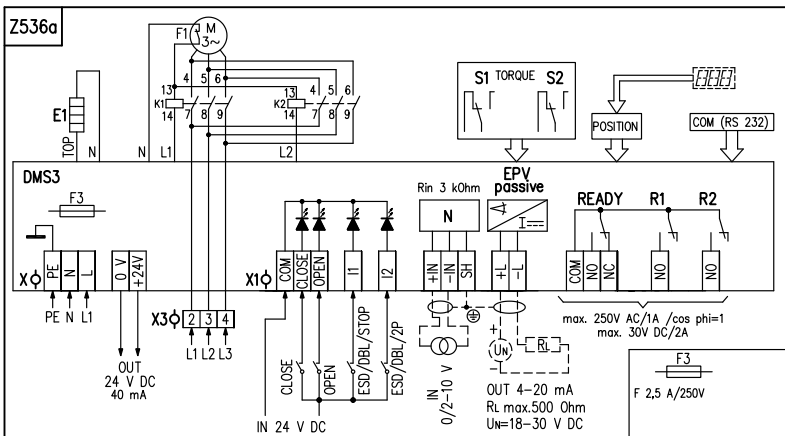 Z536a
F1
M
3~
4 5 6
13
K1
14
7 8 9
13
K2
14
4 5 6
7 8 9
E1
TOP
N
N
L1
L2
S1 TORQUE S2
POSITION
COM (RS 232)
DMS3
F3
Rin 3 kOhm
N
EPV
passive
I
READY R1 R2
X
PE
N
L
0 V
+24V
X1
COM
CLOSE
OPEN
I1
I2
+IN
-IN
SH
+L
-L
COM
NO
NC
NO
NO
PE N L1
X3
2 3 4
L1 L2 L3
OUT
24 V DC
40 mA
CLOSE
OPEN
ESD/DBL/STOP
ESD/DBL/2P
IN 24 V DC
IN
0/2-10 V
+
UN
-
RL
OUT 4-20 mA
RL max.500 Ohm
UN=18-30 V DC
max. 250V AC/1A /cos phi=1
max. 30V DC/2A
F3
F 2,5 A/250V